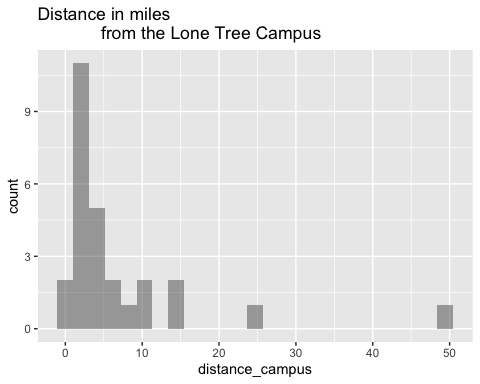 Distance in miles
from the Lone Tree Campus
9
6
3
0
count
0 10 20 30 40 50
distance_campus